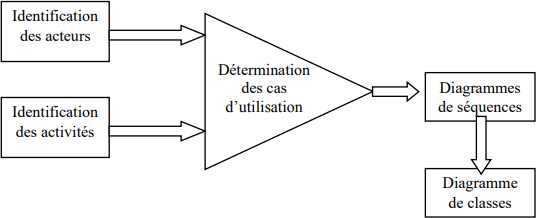 Identification
des acteurs
Identification
des activités
Détermination
des cas
d’utilisation
Diagrammes
de séquences
Diagramme
de classes